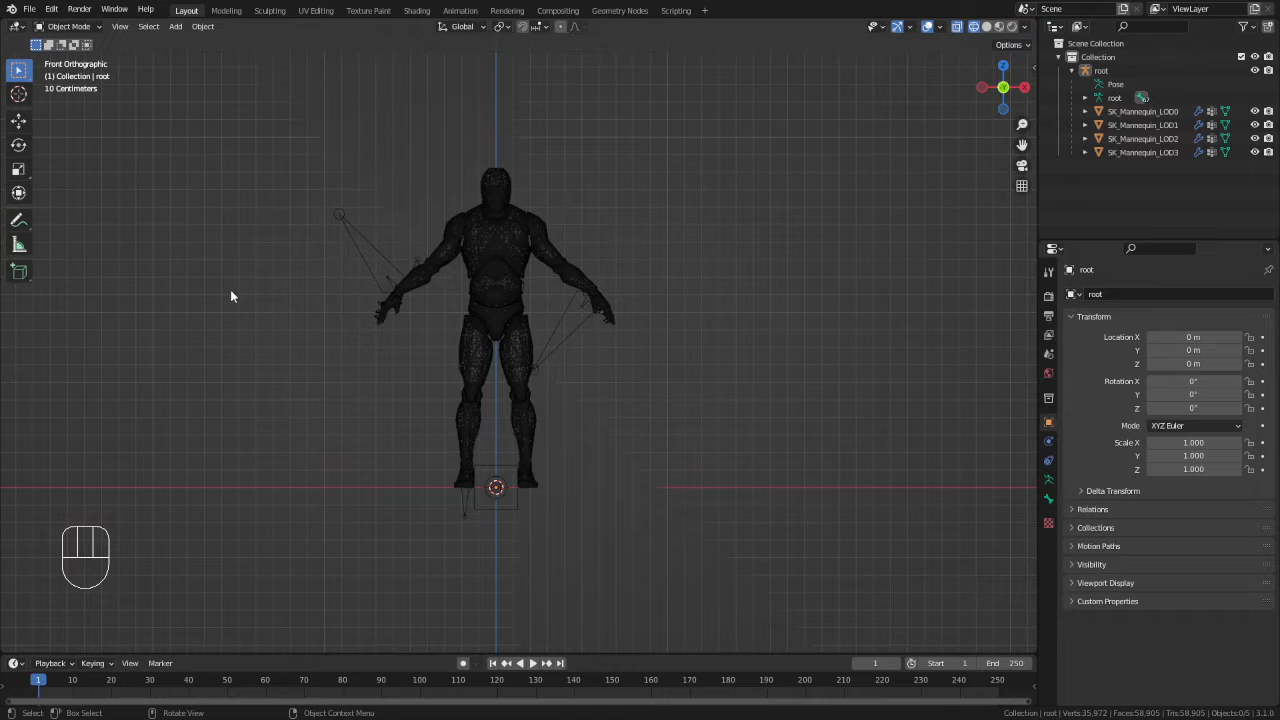 File Edit Render Window Help Layout Modeling Sculpting UV Editing Texture Paint Shading Animation Rendering Compositing Geometry Nodes Scripting + Scene ViewLayer
Object Mode View Select Add Object Global
Options
Front Orthographic
(1) Collection | root
10 Centimeters
Z
X
Y
Scene Collection
Collection
root
Pose
root
SK_Mannequin_LOD0
SK_Mannequin_LOD1
SK_Mannequin_LOD2
SK_Mannequin_LOD3
root
root
Transform
Location X 0 m
Y 0 m
Z 0 m
Rotation X 0°
Y 0°
Z 0°
Mode XYZ Euler
Scale X 1.000
Y 1.000
Z 1.000
Delta Transform
Relations
Collections
Motion Paths
Visibility
Viewport Display
Custom Properties
Playback Keying View Marker 1 Start 1 End 250
1 10 20 30 40 50 60 70 80 90 100 110 120 130 140 150 160 170 180 190 200 210 220 230 240 250
Select Box Select Rotate View Object Context Menu Collection | root | Verts:35,972 | Faces:58,905 | Tris:58,905 | Objects:0/5 | 3.1.0